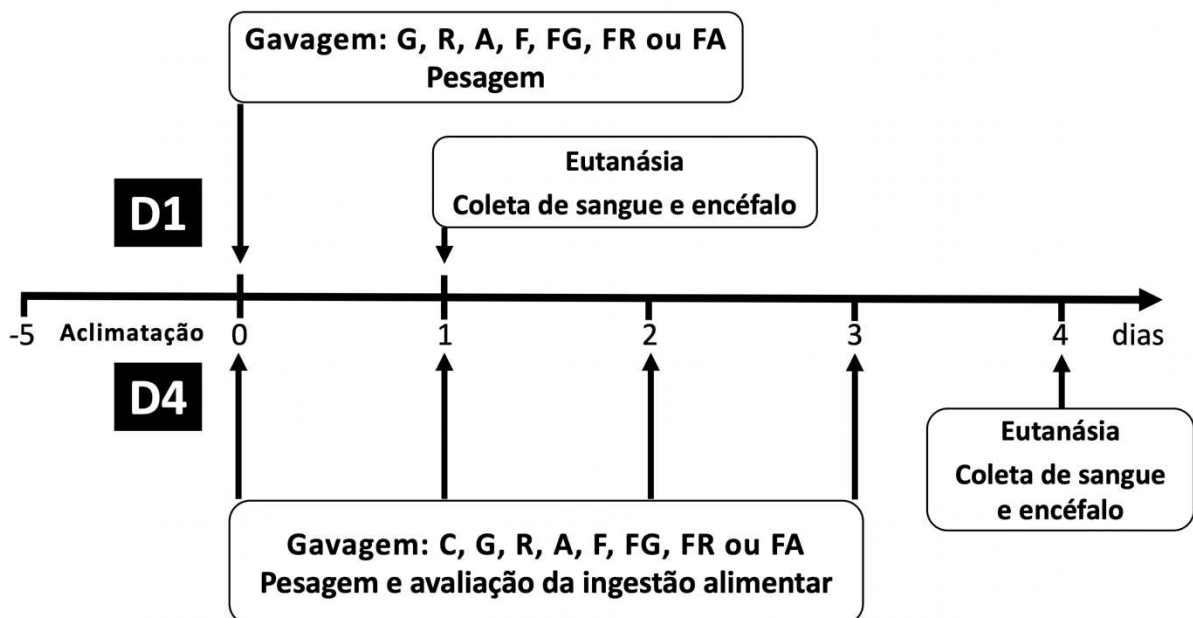 Gavagem: G, R, A, F, FG, FR ou FA
Pesagem
Eutanásia
Coleta de sangue e encéfalo
D1
-5 Aclimatação 0 1 2 3 4 dias
D4
Eutanásia
Coleta de sangue
e encéfalo
Gavagem: C, G, R, A, F, FG, FR ou FA
Pesagem e avaliação da ingestão alimentar